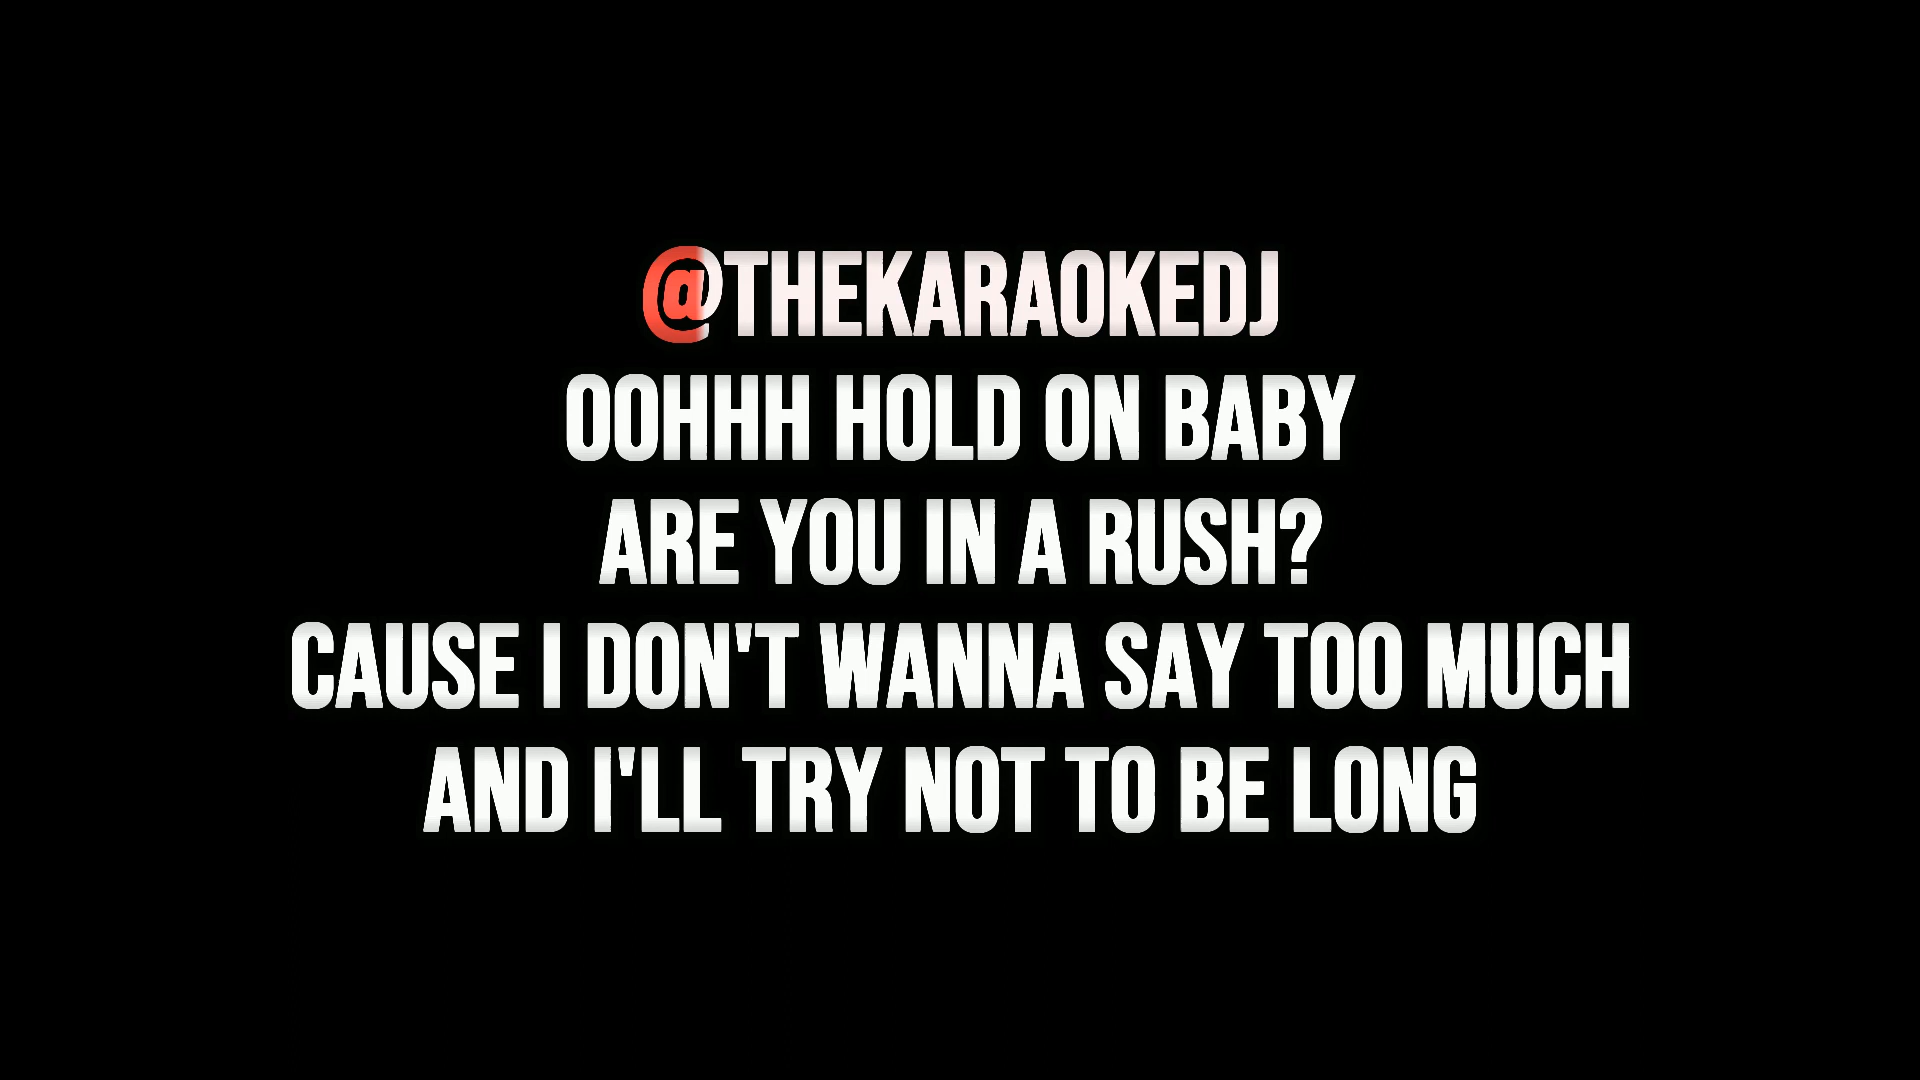 @THEKARAOKEDJ
OOHHH HOLD ON BABY
ARE YOU IN A RUSH?
CAUSE I DON'T WANNA SAY TOO MUCH
AND I'LL TRY NOT TO BE LONG